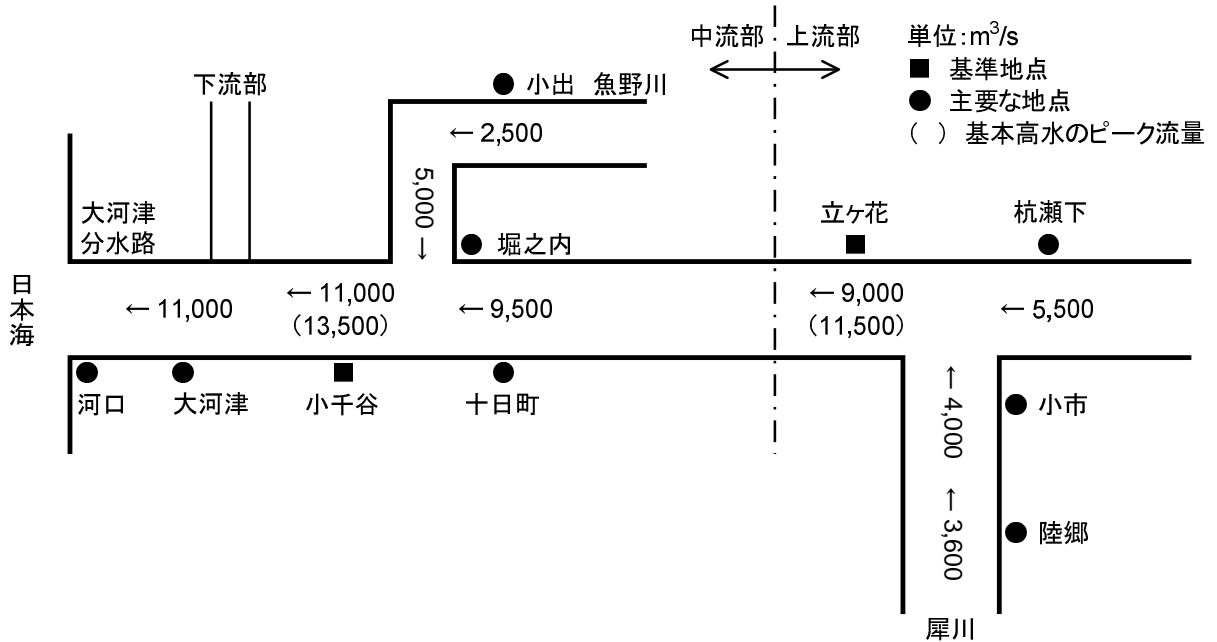 中流部
上流部
単位:m³/s
■ 基準地点
● 主要な地点
( ) 基本高水のピーク流量
下流部
小出 魚野川
← 2,500
5,000 →
大河津
分水路
堀之内
立ヶ花
杭瀬下
日本海
← 11,000
← 11,000
(13,500)
← 9,500
← 9,000
(11,500)
← 5,500
河口
大河津
小千谷
十日町
← 4,000
小市
← 3,600
陸郷
犀川